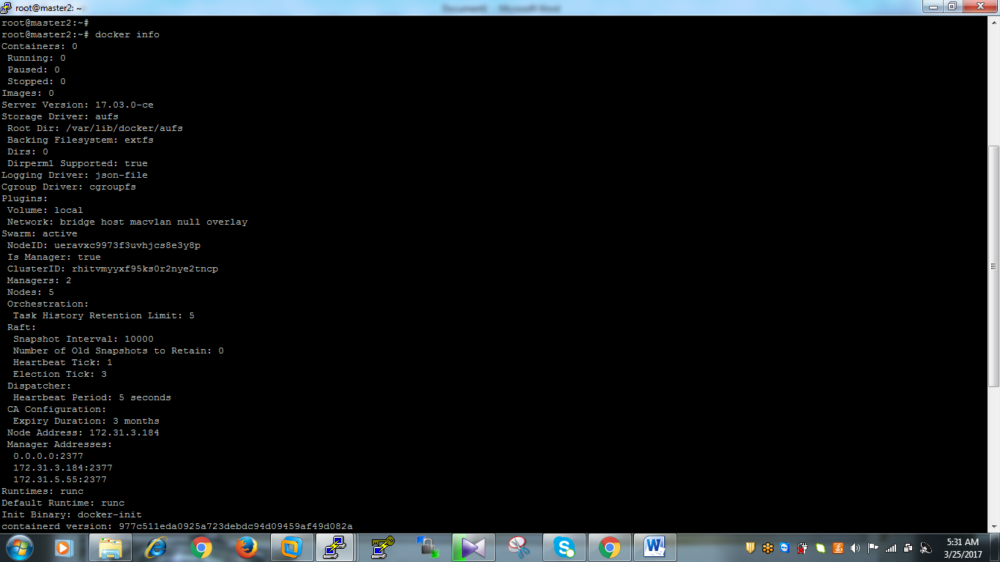 root@master2: ~
Document1 - Microsoft Word
root@master2:~#
root@master2:~# docker info
Containers: 0
 Running: 0
 Paused: 0
 Stopped: 0
Images: 0
Server Version: 17.03.0-ce
Storage Driver: aufs
 Root Dir: /var/lib/docker/aufs
 Backing Filesystem: extfs
 Dirs: 0
 Dirperm1 Supported: true
Logging Driver: json-file
Cgroup Driver: cgroupfs
Plugins:
 Volume: local
 Network: bridge host macvlan null overlay
Swarm: active
 NodeID: ueravxc9973f3uvhjcs8e3y8p
 Is Manager: true
 ClusterID: rhitvmyyxf95ks0r2nye2tncp
 Managers: 2
 Nodes: 5
 Orchestration:
  Task History Retention Limit: 5
 Raft:
  Snapshot Interval: 10000
  Number of Old Snapshots to Retain: 0
  Heartbeat Tick: 1
  Election Tick: 3
 Dispatcher:
  Heartbeat Period: 5 seconds
 CA Configuration:
  Expiry Duration: 3 months
 Node Address: 172.31.3.184
 Manager Addresses:
  0.0.0.0:2377
  172.31.3.184:2377
  172.31.5.55:2377
Runtimes: runc
Default Runtime: runc
Init Binary: docker-init
containerd version: 977c511eda0925a723debdc94d09459af49d082a
5:31 AM
3/25/2017